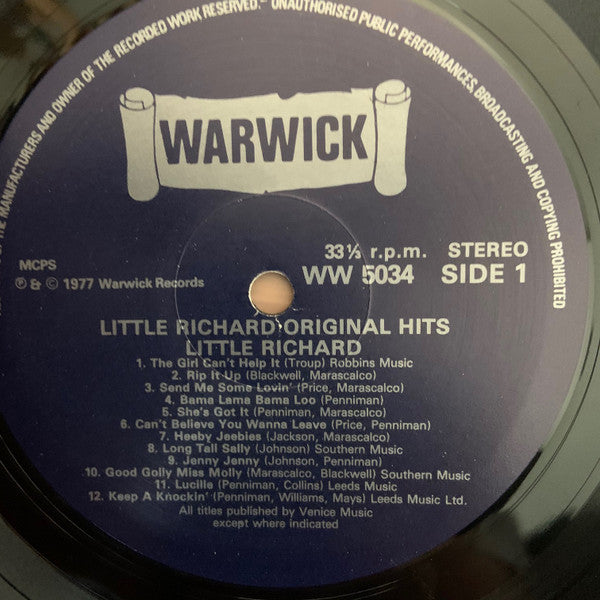 THE MANUFACTURERS AND OWNER OF THE RECORDED WORK RESERVED. UNAUTHORISED PUBLIC PERFORMANCES, BROADCASTING AND COPYING PROHIBITED
WARWICK
33⅓ r.p.m. STEREO
MCPS
WW 5034 SIDE 1
℗ & © 1977 Warwick Records
LITTLE RICHARD ORIGINAL HITS
LITTLE RICHARD
1. The Girl Can't Help It (Troup) Robbins Music
2. Rip It Up (Blackwell, Marascalco)
3. Send Me Some Lovin' (Price, Marascalco)
4. Bama Lama Bama Loo (Penniman)
5. She's Got It (Penniman, Marascalco)
6. Can't Believe You Wanna Leave (Price, Penniman)
7. Heeby Jeebies (Jackson, Marascalco)
8. Long Tall Sally (Johnson) Southern Music
9. Jenny Jenny (Johnson, Penniman)
10. Good Golly Miss Molly (Marascalco, Blackwell) Southern Music
11. Lucille (Penniman, Collins) Leeds Music
12. Keep A Knockin' (Penniman, Williams, Mays) Leeds Music Ltd.
All titles published by Venice Music
except where indicated